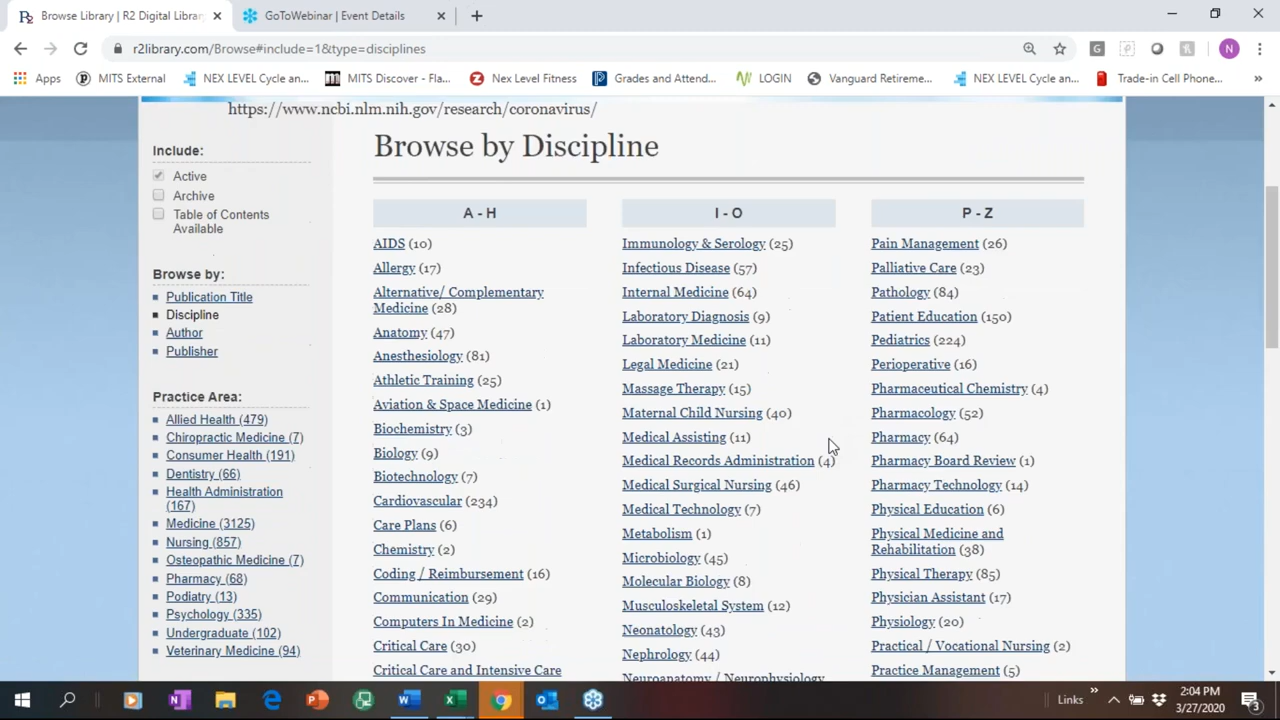 Browse Library | R2 Digital Librar
GoToWebinar | Event Details
r2library.com/Browse#include=1&type=disciplines
N
Apps
MITS External
NEX LEVEL Cycle an...
MITS Discover - Fla...
Nex Level Fitness
Grades and Attend...
LOGIN
Vanguard Retireme...
NEX LEVEL Cycle an...
Trade-in Cell Phone...
https://www.ncbi.nlm.nih.gov/research/coronavirus/
Include:
Active
Archive
Table of Contents
Available
Browse by:
Publication Title
Discipline
Author
Publisher
Practice Area:
Allied Health (479)
Chiropractic Medicine (7)
Consumer Health (191)
Dentistry (66)
Health Administration
(167)
Medicine (3125)
Nursing (857)
Osteopathic Medicine (7)
Pharmacy (68)
Podiatry (13)
Psychology (335)
Undergraduate (102)
Veterinary Medicine (94)
Browse by Discipline
A - H
AIDS (10)
Allergy (17)
Alternative/ Complementary
Medicine (28)
Anatomy (47)
Anesthesiology (81)
Athletic Training (25)
Aviation & Space Medicine (1)
Biochemistry (3)
Biology (9)
Biotechnology (7)
Cardiovascular (234)
Care Plans (6)
Chemistry (2)
Coding / Reimbursement (16)
Communication (29)
Computers In Medicine (2)
Critical Care (30)
Critical Care and Intensive Care
I - O
Immunology & Serology (25)
Infectious Disease (57)
Internal Medicine (64)
Laboratory Diagnosis (9)
Laboratory Medicine (11)
Legal Medicine (21)
Massage Therapy (15)
Maternal Child Nursing (40)
Medical Assisting (11)
Medical Records Administration (4)
Medical Surgical Nursing (46)
Medical Technology (7)
Metabolism (1)
Microbiology (45)
Molecular Biology (8)
Musculoskeletal System (12)
Neonatology (43)
Nephrology (44)
Neuroanatomy / Neurophysiology
P - Z
Pain Management (26)
Palliative Care (23)
Pathology (84)
Patient Education (150)
Pediatrics (224)
Perioperative (16)
Pharmaceutical Chemistry (4)
Pharmacology (52)
Pharmacy (64)
Pharmacy Board Review (1)
Pharmacy Technology (14)
Physical Education (6)
Physical Medicine and
Rehabilitation (38)
Physical Therapy (85)
Physician Assistant (17)
Physiology (20)
Practical / Vocational Nursing (2)
Practice Management (5)
Links
2:04 PM
3/27/2020
3